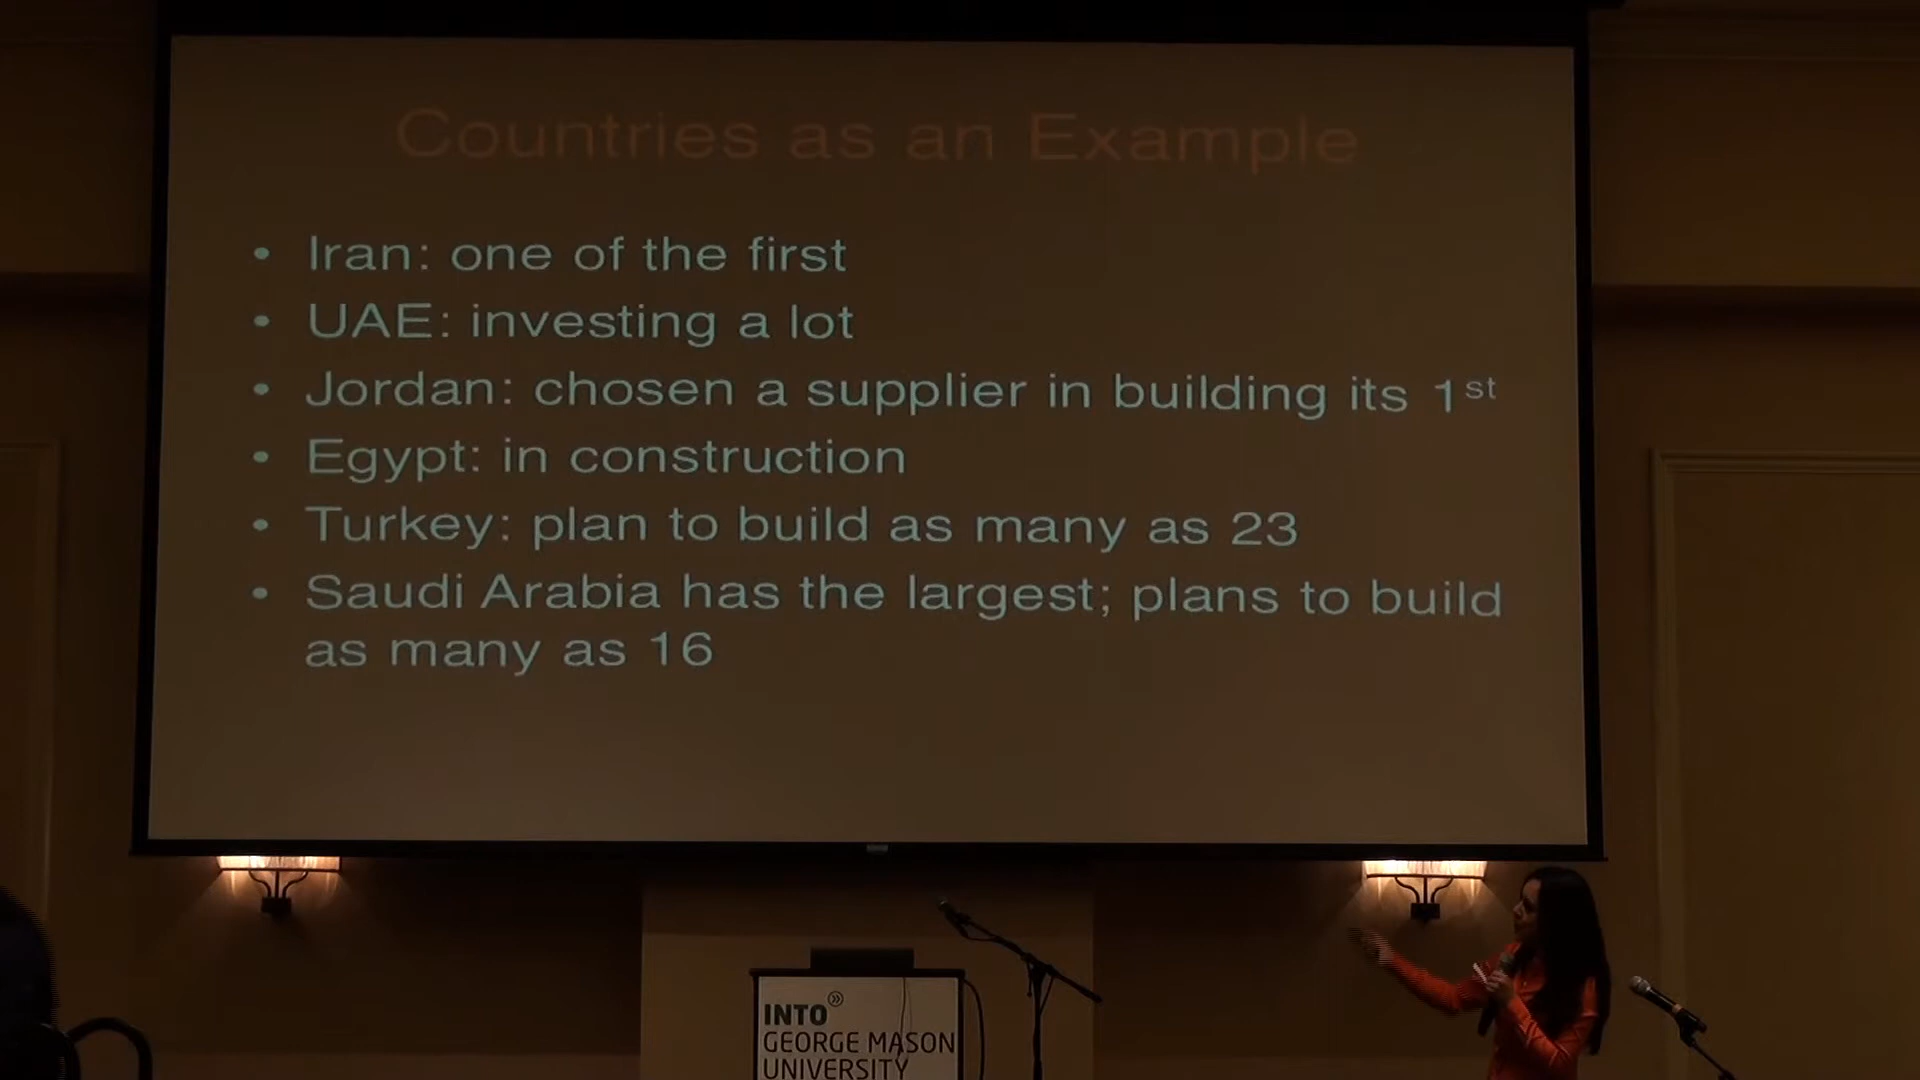 Countries as an Example
• Iran: one of the first
• UAE: investing a lot
• Jordan: chosen a supplier in building its 1st
• Egypt: in construction
• Turkey: plan to build as many as 23
• Saudi Arabia has the largest; plans to build
as many as 16
INTO
GEORGE MASON
UNIVERSITY